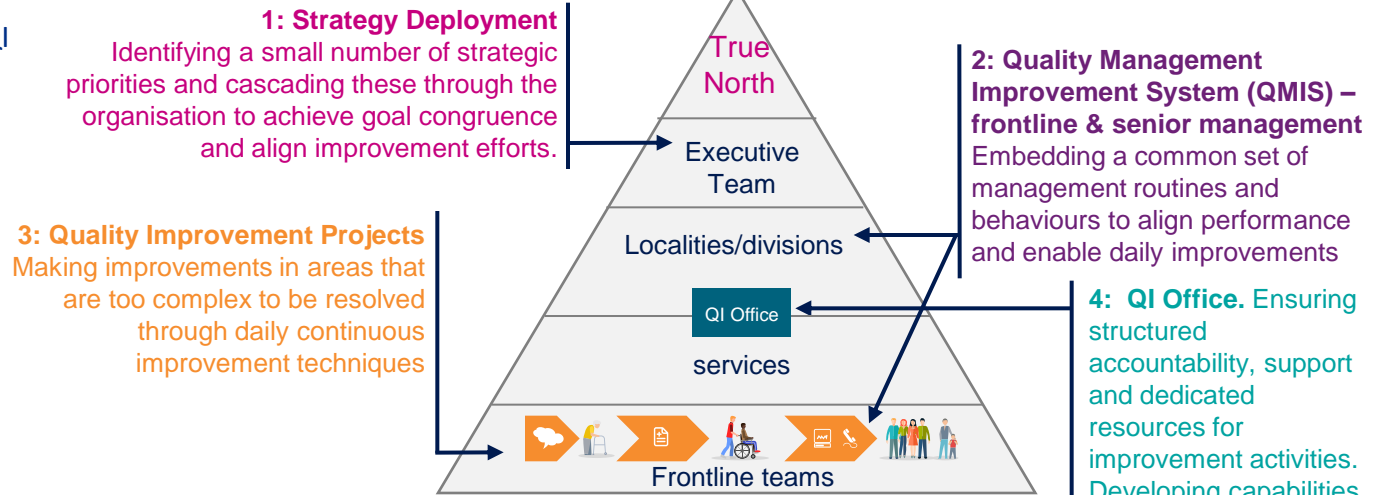 1: Strategy Deployment
Identifying a small number of strategic
priorities and cascading these through the
organisation to achieve goal congruence
and align improvement efforts.
True
North
2: Quality Management
Improvement System (QMIS) –
frontline & senior management
Embedding a common set of
management routines and
behaviours to align performance
and enable daily improvements
Executive
Team
3: Quality Improvement Projects
Making improvements in areas that
are too complex to be resolved
through daily continuous
improvement techniques
Localities/divisions
QI Office
services
4: QI Office. Ensuring
structured
accountability, support
and dedicated
resources for
improvement activities.
Developing capabilities
Frontline teams